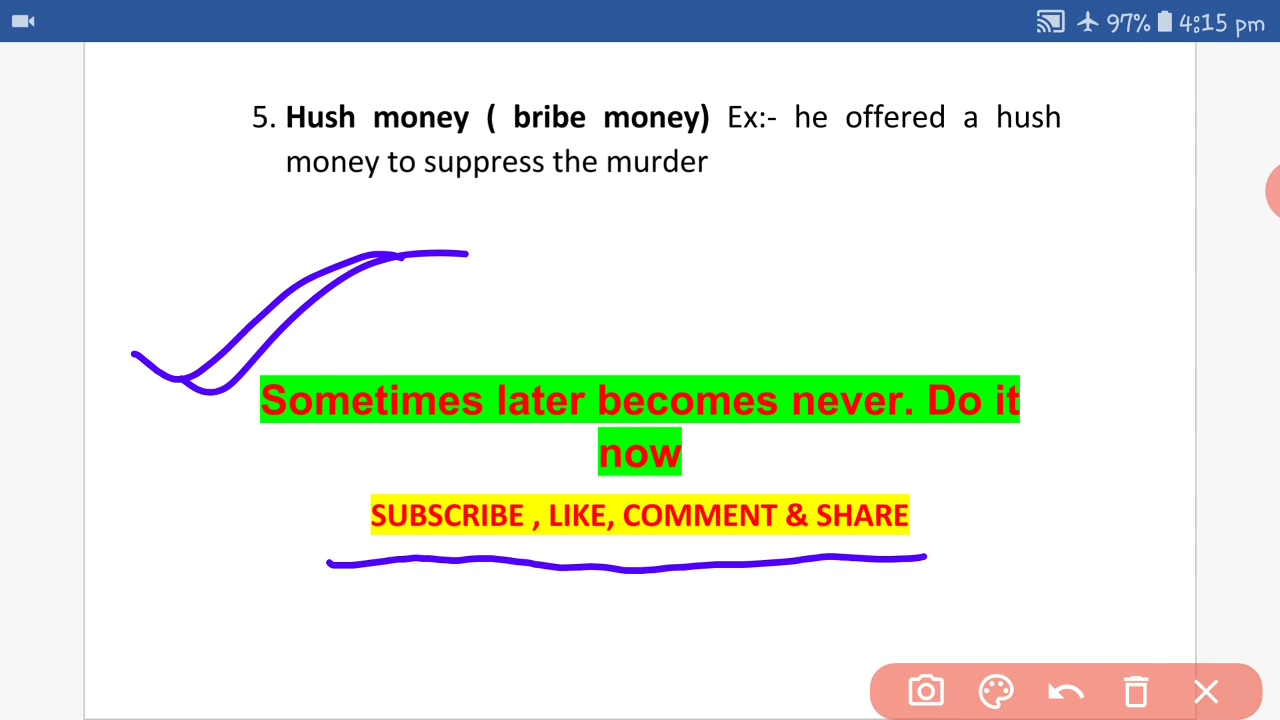 97% 4:15 pm
5. Hush money ( bribe money) Ex:- he offered a hush
money to suppress the murder
Sometimes later becomes never. Do it
now
SUBSCRIBE , LIKE, COMMENT & SHARE